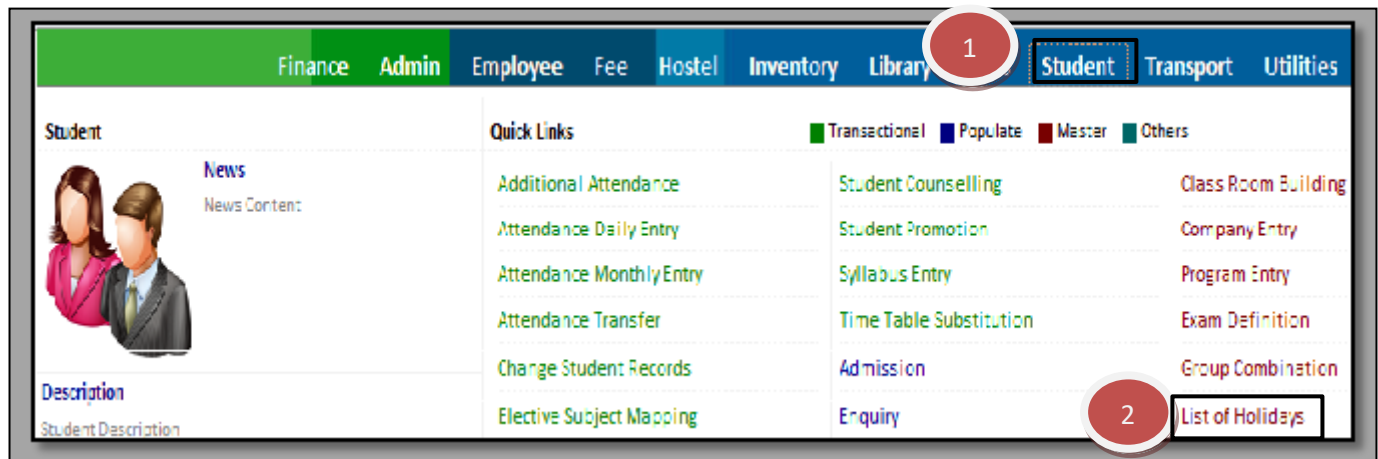 Finance Admin Employee Fee Hostel Inventory Library Student Transport Utilities
1
Student
News
News Content
Description
Student Description
Quick Links
Transactional Populate Master Others
Additional Attendance
Attendance Daily Entry
Attendance Monthly Entry
Attendance Transfer
Change Student Records
Elective Subject Mapping
Student Counselling
Student Promotion
Syllabus Entry
Time Table Substitution
Admission
Enquiry
Class Room Building
Company Entry
Program Entry
Exam Definition
Group Combination
2
List of Holidays